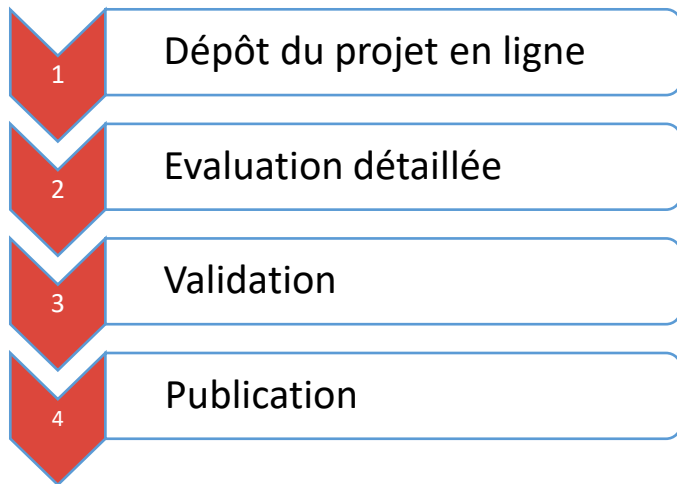 1
Dépôt du projet en ligne
2
Evaluation détaillée
3
Validation
4
Publication